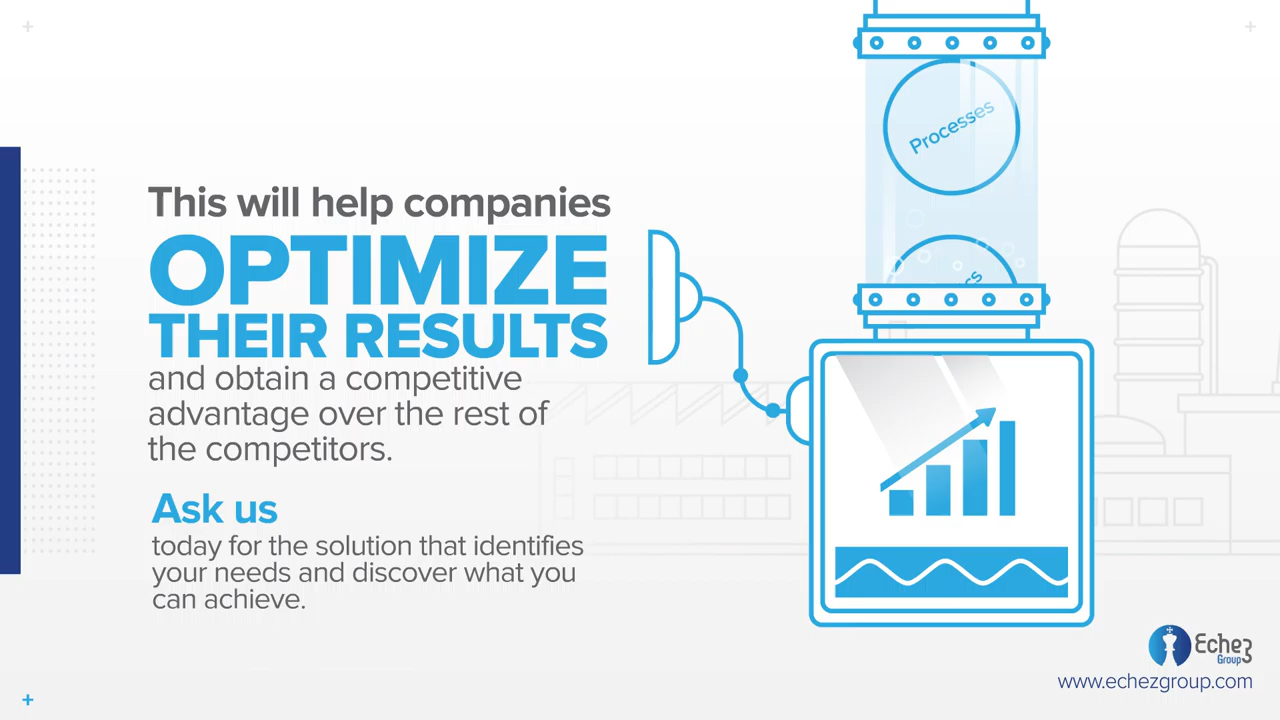 This will help companies
OPTIMIZE
THEIR RESULTS
and obtain a competitive
advantage over the rest of
the competitors.
Ask us
today for the solution that identifies
your needs and discover what you
can achieve.
Processes
cs
Echez
Group
www.echezgroup.com